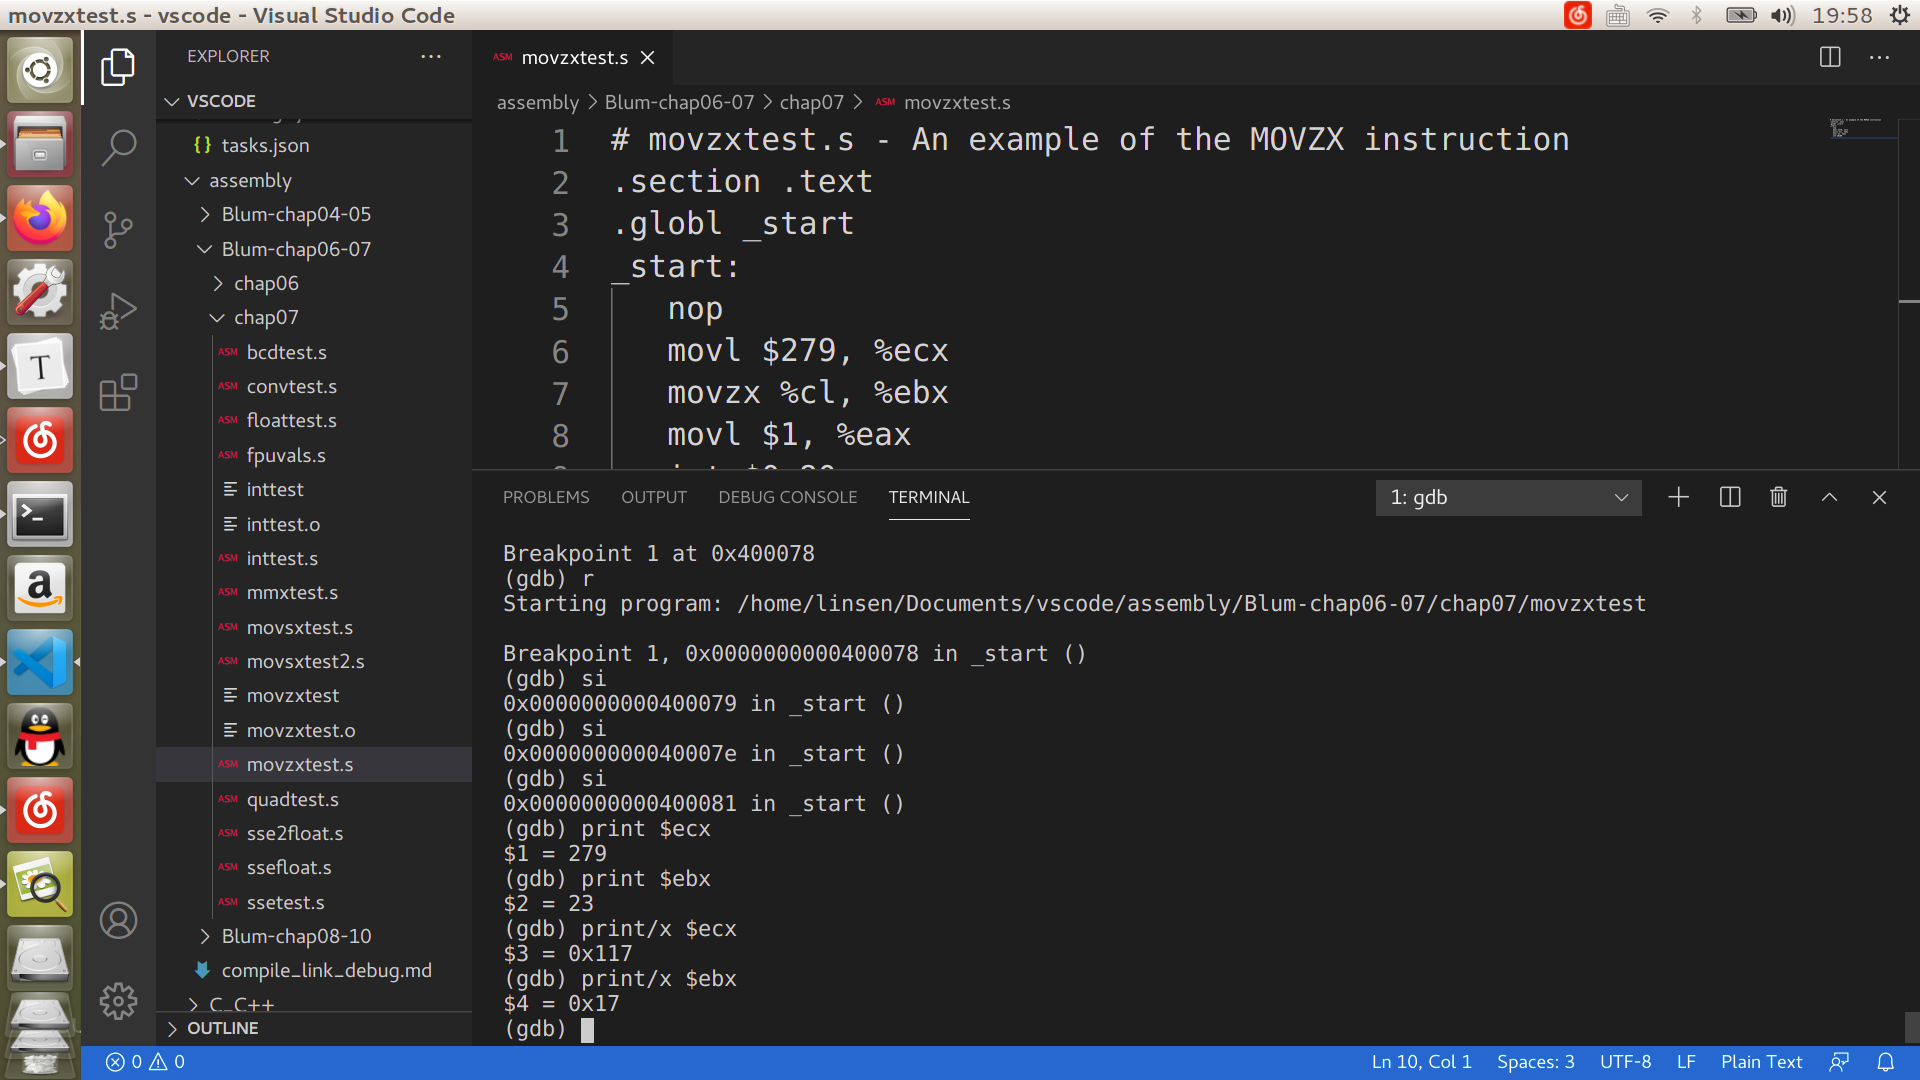 movzxtest.s - vscode - Visual Studio Code
19:58
EXPLORER
VSCODE
{} tasks.json
assembly
Blum-chap04-05
Blum-chap06-07
chap06
chap07
ASM bcdtest.s
ASM convtest.s
ASM floattest.s
ASM fpuvals.s
inttest
inttest.o
ASM inttest.s
ASM mmxtest.s
ASM movsxtest.s
ASM movsxtest2.s
movzxtest
movzxtest.o
ASM movzxtest.s
ASM quadtest.s
ASM sse2float.s
ASM ssefloat.s
ASM ssetest.s
Blum-chap08-10
compile_link_debug.md
C_C++
OUTLINE
ASM movzxtest.s
assembly > Blum-chap06-07 > chap07 > ASM movzxtest.s
1 # movzxtest.s - An example of the MOVZX instruction
2 .section .text
3 .globl _start
4 _start:
5 nop
6 movl $279, %ecx
7 movzx %cl, %ebx
8 movl $1, %eax
PROBLEMS OUTPUT DEBUG CONSOLE TERMINAL
1: gdb
Breakpoint 1 at 0x400078
(gdb) r
Starting program: /home/linsen/Documents/vscode/assembly/Blum-chap06-07/chap07/movzxtest
Breakpoint 1, 0x0000000000400078 in _start ()
(gdb) si
0x0000000000400079 in _start ()
(gdb) si
0x000000000040007e in _start ()
(gdb) si
0x0000000000400081 in _start ()
(gdb) print $ecx
$1 = 279
(gdb) print $ebx
$2 = 23
(gdb) print/x $ecx
$3 = 0x117
(gdb) print/x $ebx
$4 = 0x17
(gdb)
0 0
Ln 10, Col 1 Spaces: 3 UTF-8 LF Plain Text